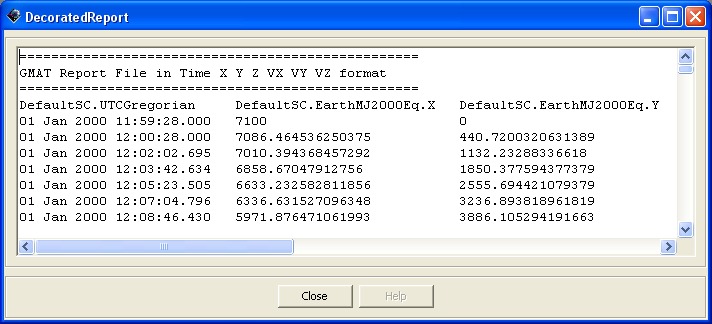 DecoratedReport
==================================================
GMAT Report File in Time X Y Z VX VY VZ format
==================================================
DefaultSC.UTCGregorian DefaultSC.EarthMJ2000Eq.X DefaultSC.EarthMJ2000Eq.Y
01 Jan 2000 11:59:28.000 7100 0
01 Jan 2000 12:00:28.000 7086.464536250375 440.7200320631389
01 Jan 2000 12:02:02.695 7010.394368457292 1132.23288336618
01 Jan 2000 12:03:42.634 6858.67047912756 1850.377594377379
01 Jan 2000 12:05:23.505 6633.232582811856 2555.694421079379
01 Jan 2000 12:07:04.796 6336.631527096348 3236.893818961819
01 Jan 2000 12:08:46.430 5971.876471061993 3886.105294191663
Close Help